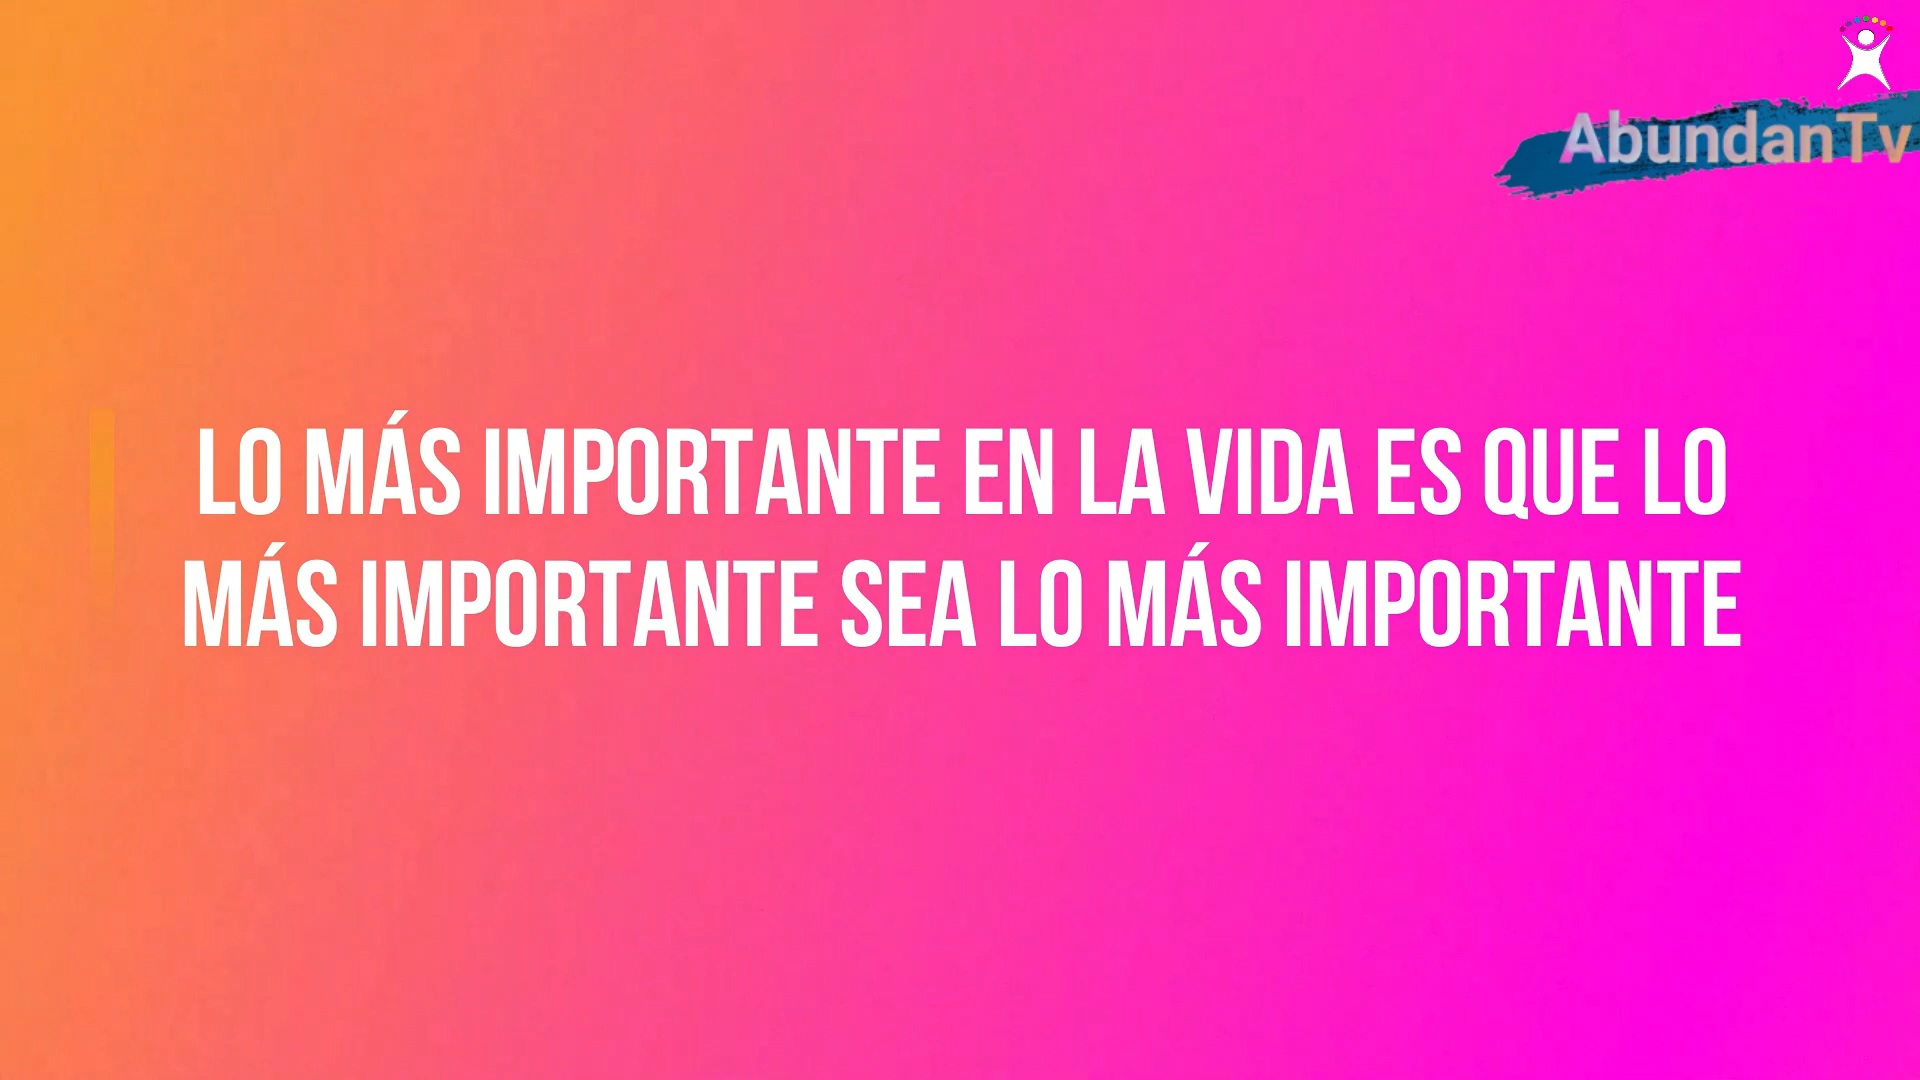 AbundanTv
LO MÁS IMPORTANTE EN LA VIDA ES QUE LO
MÁS IMPORTANTE SEA LO MÁS IMPORTANTE